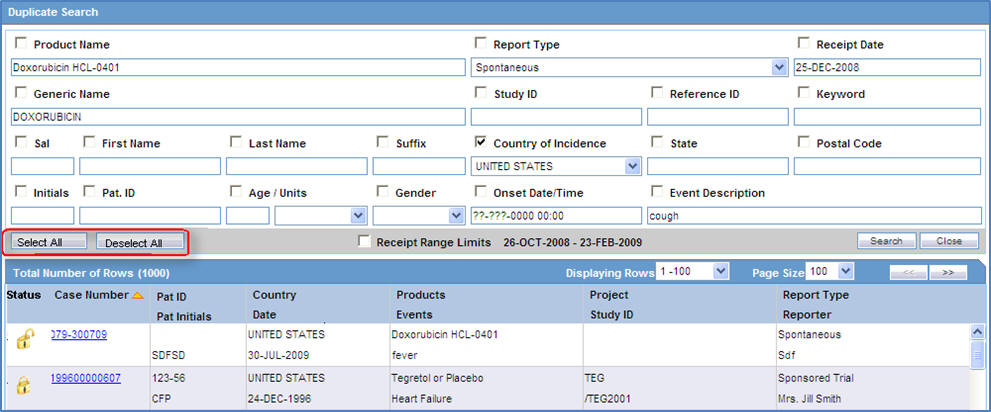 Duplicate Search
Product Name Report Type Receipt Date
Doxorubicin HCL-0401 Spontaneous 25-DEC-2008
Generic Name Study ID Reference ID Keyword
DOXORUBICIN
Sal First Name Last Name Suffix Country of Incidence State Postal Code
UNITED STATES
Initials Pat. ID Age / Units Gender Onset Date/Time Event Description
??-???-0000 00:00 cough
Select All Deselect All Receipt Range Limits 26-OCT-2008 - 23-FEB-2009 Search Close
Total Number of Rows (1000) Displaying Rows 1 -100 Page Size 100 << >>
Status Case Number Pat ID Country Products Project Report Type
Pat Initials Date Events Study ID Reporter
079-300709 UNITED STATES Doxorubicin HCL-0401 Spontaneous
SDFSD 30-JUL-2009 fever Sdf
199600000607 123-56 UNITED STATES Tegretol or Placebo TEG Sponsored Trial
CFP 24-DEC-1996 Heart Failure /TEG2001 Mrs. Jill Smith